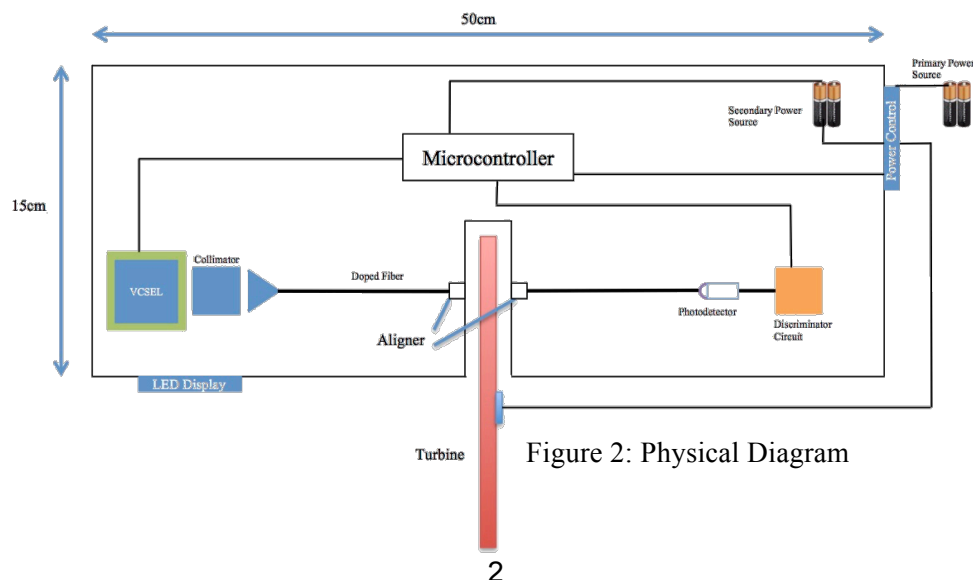 50cm
Primary Power
Source
Secondary Power
Source
Power Control
Microcontroller
15cm
Collimator
VCSEL
Doped Fiber
Photodetector
Discriminator
Circuit
Aligner
LED Display
Turbine
Figure 2: Physical Diagram
2